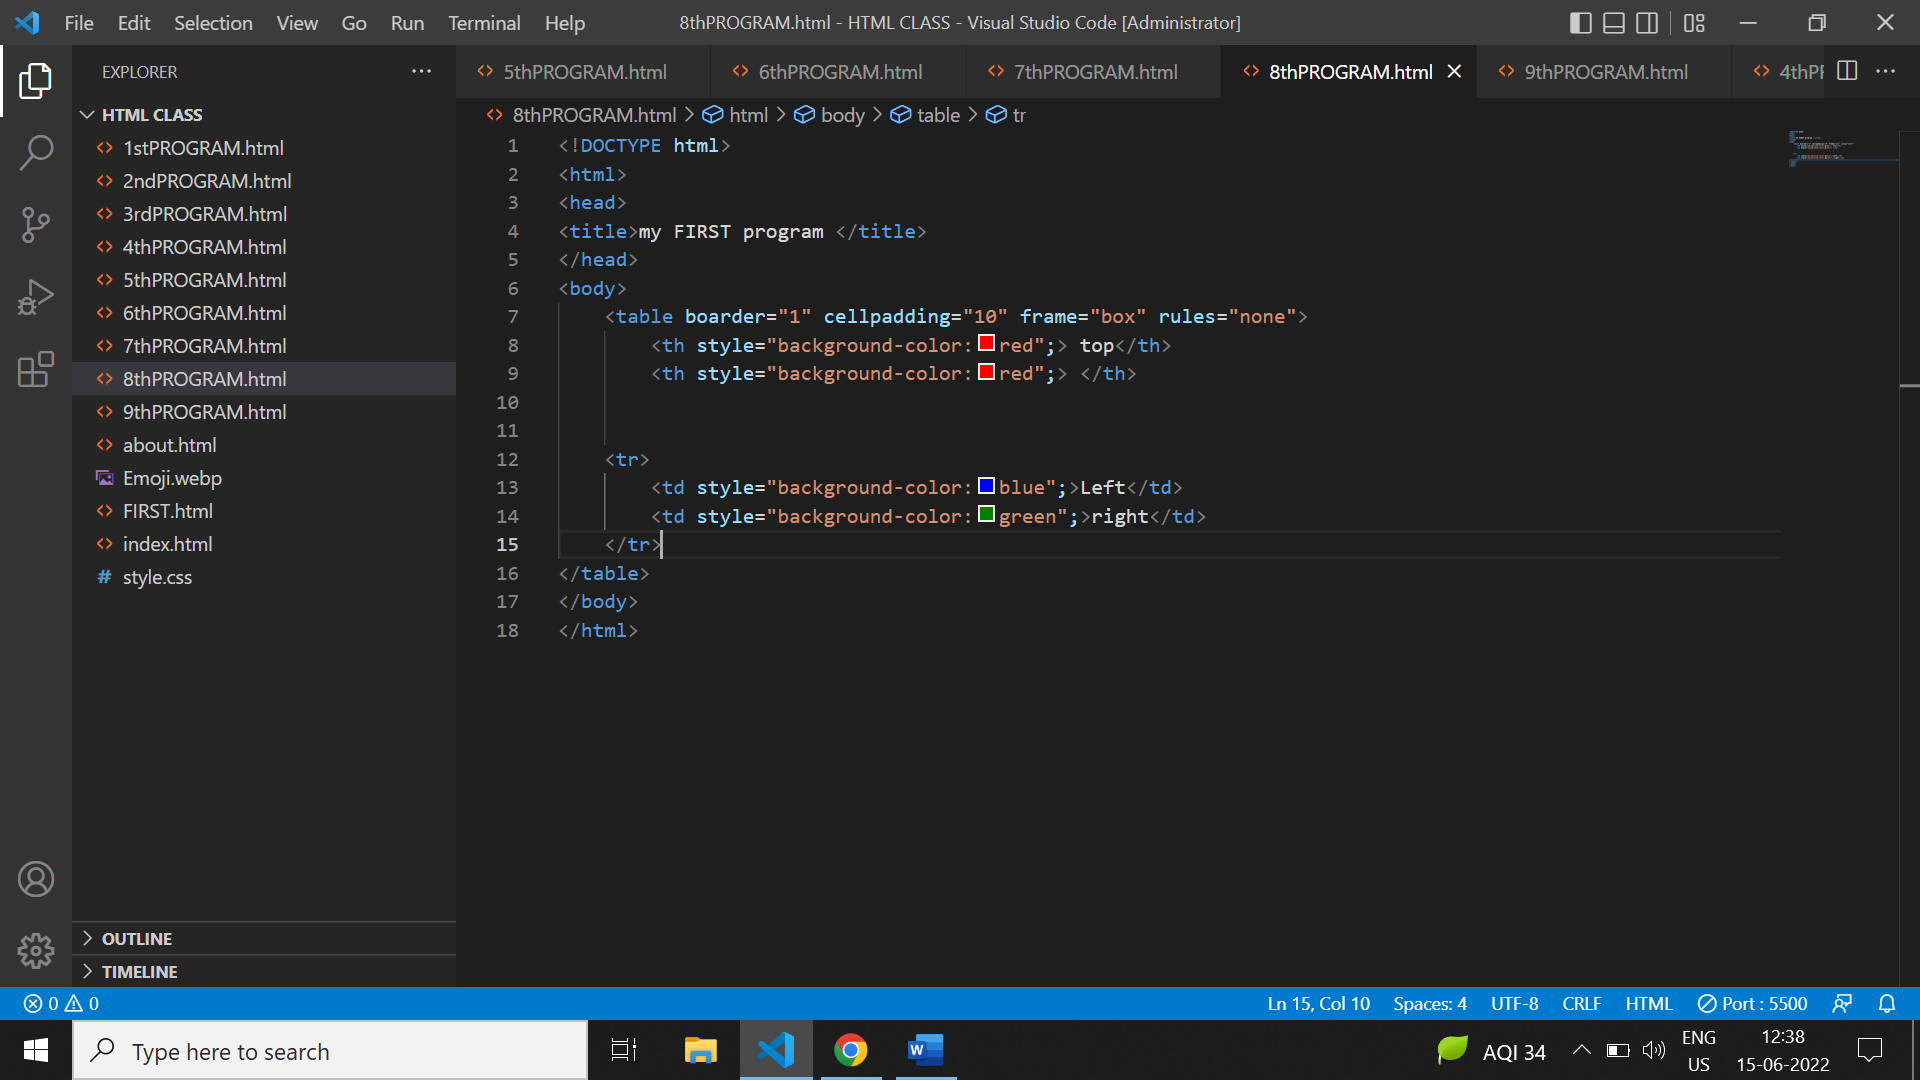 File Edit Selection View Go Run Terminal Help 8thPROGRAM.html - HTML CLASS - Visual Studio Code [Administrator]
EXPLORER
HTML CLASS
1stPROGRAM.html
2ndPROGRAM.html
3rdPROGRAM.html
4thPROGRAM.html
5thPROGRAM.html
6thPROGRAM.html
7thPROGRAM.html
8thPROGRAM.html
9thPROGRAM.html
about.html
Emoji.webp
FIRST.html
index.html
# style.css
OUTLINE
TIMELINE
5thPROGRAM.html 6thPROGRAM.html 7thPROGRAM.html 8thPROGRAM.html 9thPROGRAM.html 4thP
8thPROGRAM.html > html > body > table > tr
1 <!DOCTYPE html>
2 <html>
3 <head>
4 <title>my FIRST program </title>
5 </head>
6 <body>
7 <table boarder="1" cellpadding="10" frame="box" rules="none">
8 <th style="background-color:red";> top</th>
9 <th style="background-color:red";> </th>
10
11
12 <tr>
13 <td style="background-color:blue";>Left</td>
14 <td style="background-color:green";>right</td>
15 </tr>
16 </table>
17 </body>
18 </html>
0 0 Ln 15, Col 10 Spaces: 4 UTF-8 CRLF HTML Port : 5500
Type here to search
W
AQI 34
ENG
US
12:38
15-06-2022